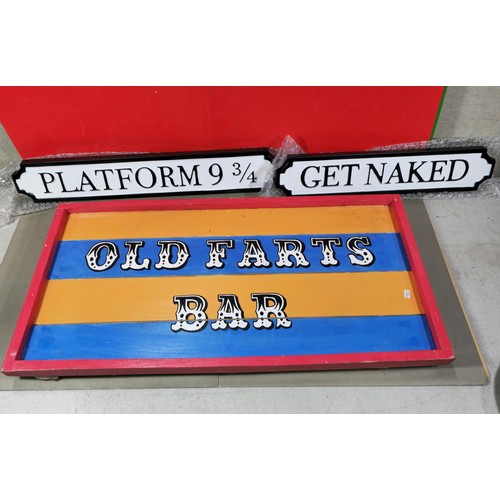 PLATFORM 9 3/4
GET NAKED
OLD FARTS
BAR